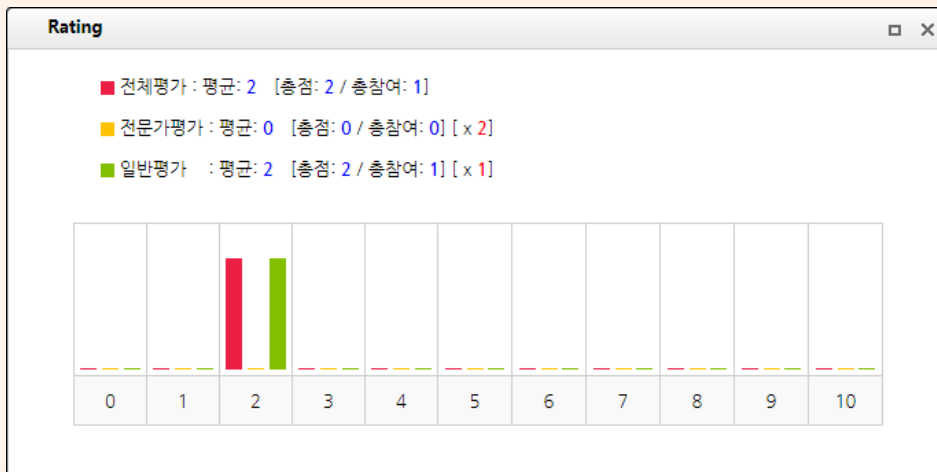 Rating
전체평가 : 평균: 2 [총점: 2 / 총참여: 1]
전문가평가 : 평균: 0 [총점: 0 / 총참여: 0] [ x 2]
일반평가 : 평균: 2 [총점: 2 / 총참여: 1] [ x 1]
0 1 2 3 4 5 6 7 8 9 10